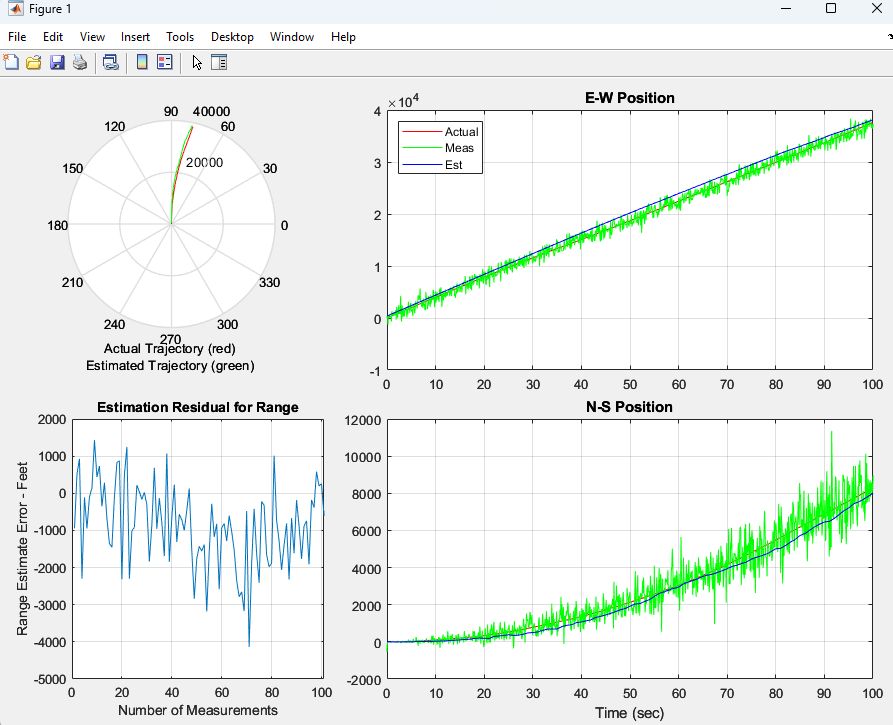 Figure 1
File Edit View Insert Tools Desktop Window Help
90 40000
120 60
150 20000 30
180 0
210 330
240 300
270
Actual Trajectory (red)
Estimated Trajectory (green)
E-W Position
× 10^4
4
3
2
1
0
-1
Actual
Meas
Est
0 10 20 30 40 50 60 70 80 90 100
Estimation Residual for Range
Range Estimate Error - Feet
2000
1000
0
-1000
-2000
-3000
-4000
-5000
0 20 40 60 80 100
Number of Measurements
N-S Position
12000
10000
8000
6000
4000
2000
0
-2000
0 10 20 30 40 50 60 70 80 90 100
Time (sec)